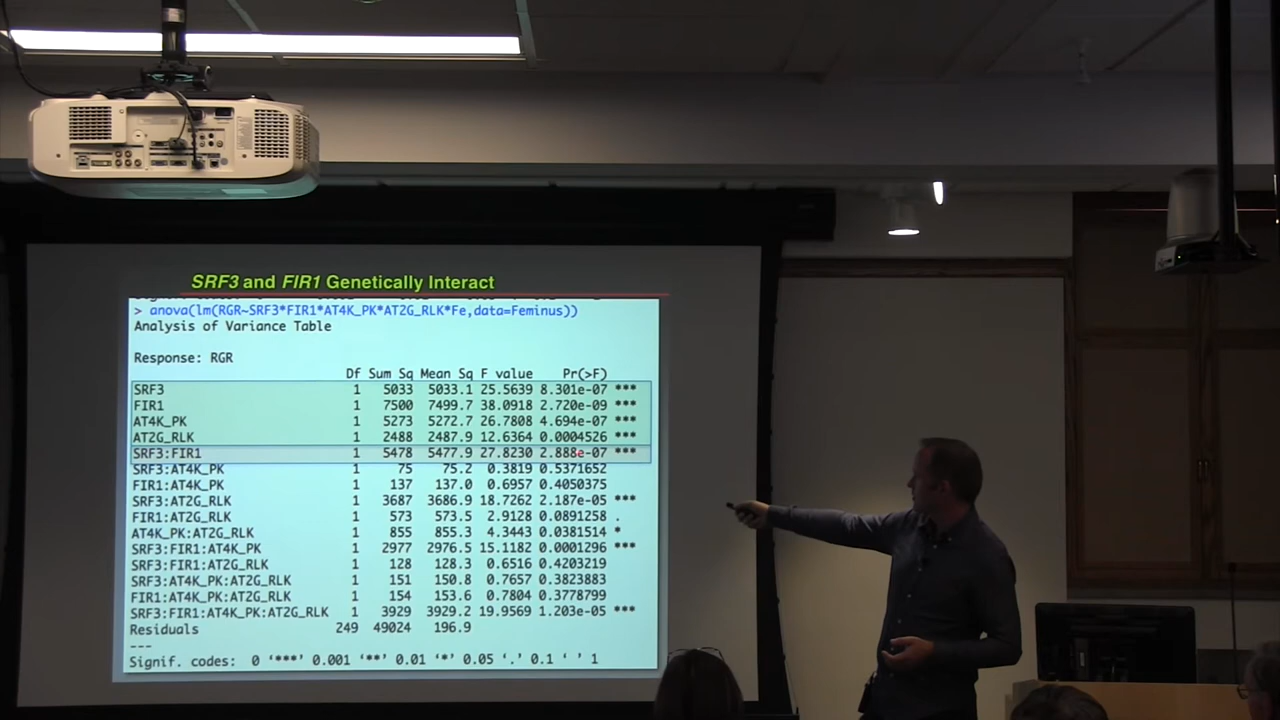 SRF3 and FIR1 Genetically Interact
> anova(lm(RGR~SRF3*FIR1*AT4K_PK*AT2G_RLK*Fe,data=Feminus))
Analysis of Variance Table
Response: RGR
Df Sum Sq Mean Sq F value Pr(>F)
SRF3 1 5033 5033.1 25.5639 8.301e-07 ***
FIR1 1 7500 7499.7 38.0918 2.720e-09 ***
AT4K_PK 1 5273 5272.7 26.7808 4.694e-07 ***
AT2G_RLK 1 2488 2487.9 12.6364 0.0004526 ***
SRF3:FIR1 1 5478 5477.9 27.8230 2.888e-07 ***
SRF3:AT4K_PK 1 75 75.2 0.3819 0.5371652
FIR1:AT4K_PK 1 137 137.0 0.6957 0.4050375
SRF3:AT2G_RLK 1 3687 3686.9 18.7262 2.187e-05 ***
FIR1:AT2G_RLK 1 573 573.5 2.9128 0.0891258 .
AT4K_PK:AT2G_RLK 1 855 855.3 4.3443 0.0381514 *
SRF3:FIR1:AT4K_PK 1 2977 2976.5 15.1182 0.0001296 ***
SRF3:FIR1:AT2G_RLK 1 128 128.3 0.6516 0.4203219
SRF3:AT4K_PK:AT2G_RLK 1 151 150.8 0.7657 0.3823883
FIR1:AT4K_PK:AT2G_RLK 1 154 153.6 0.7804 0.3778799
SRF3:FIR1:AT4K_PK:AT2G_RLK 1 3929 3929.2 19.9569 1.203e-05 ***
Residuals 249 49024 196.9
---
Signif. codes: 0 ‘***’ 0.001 ‘**’ 0.01 ‘*’ 0.05 ‘.’ 0.1 ‘ ’ 1